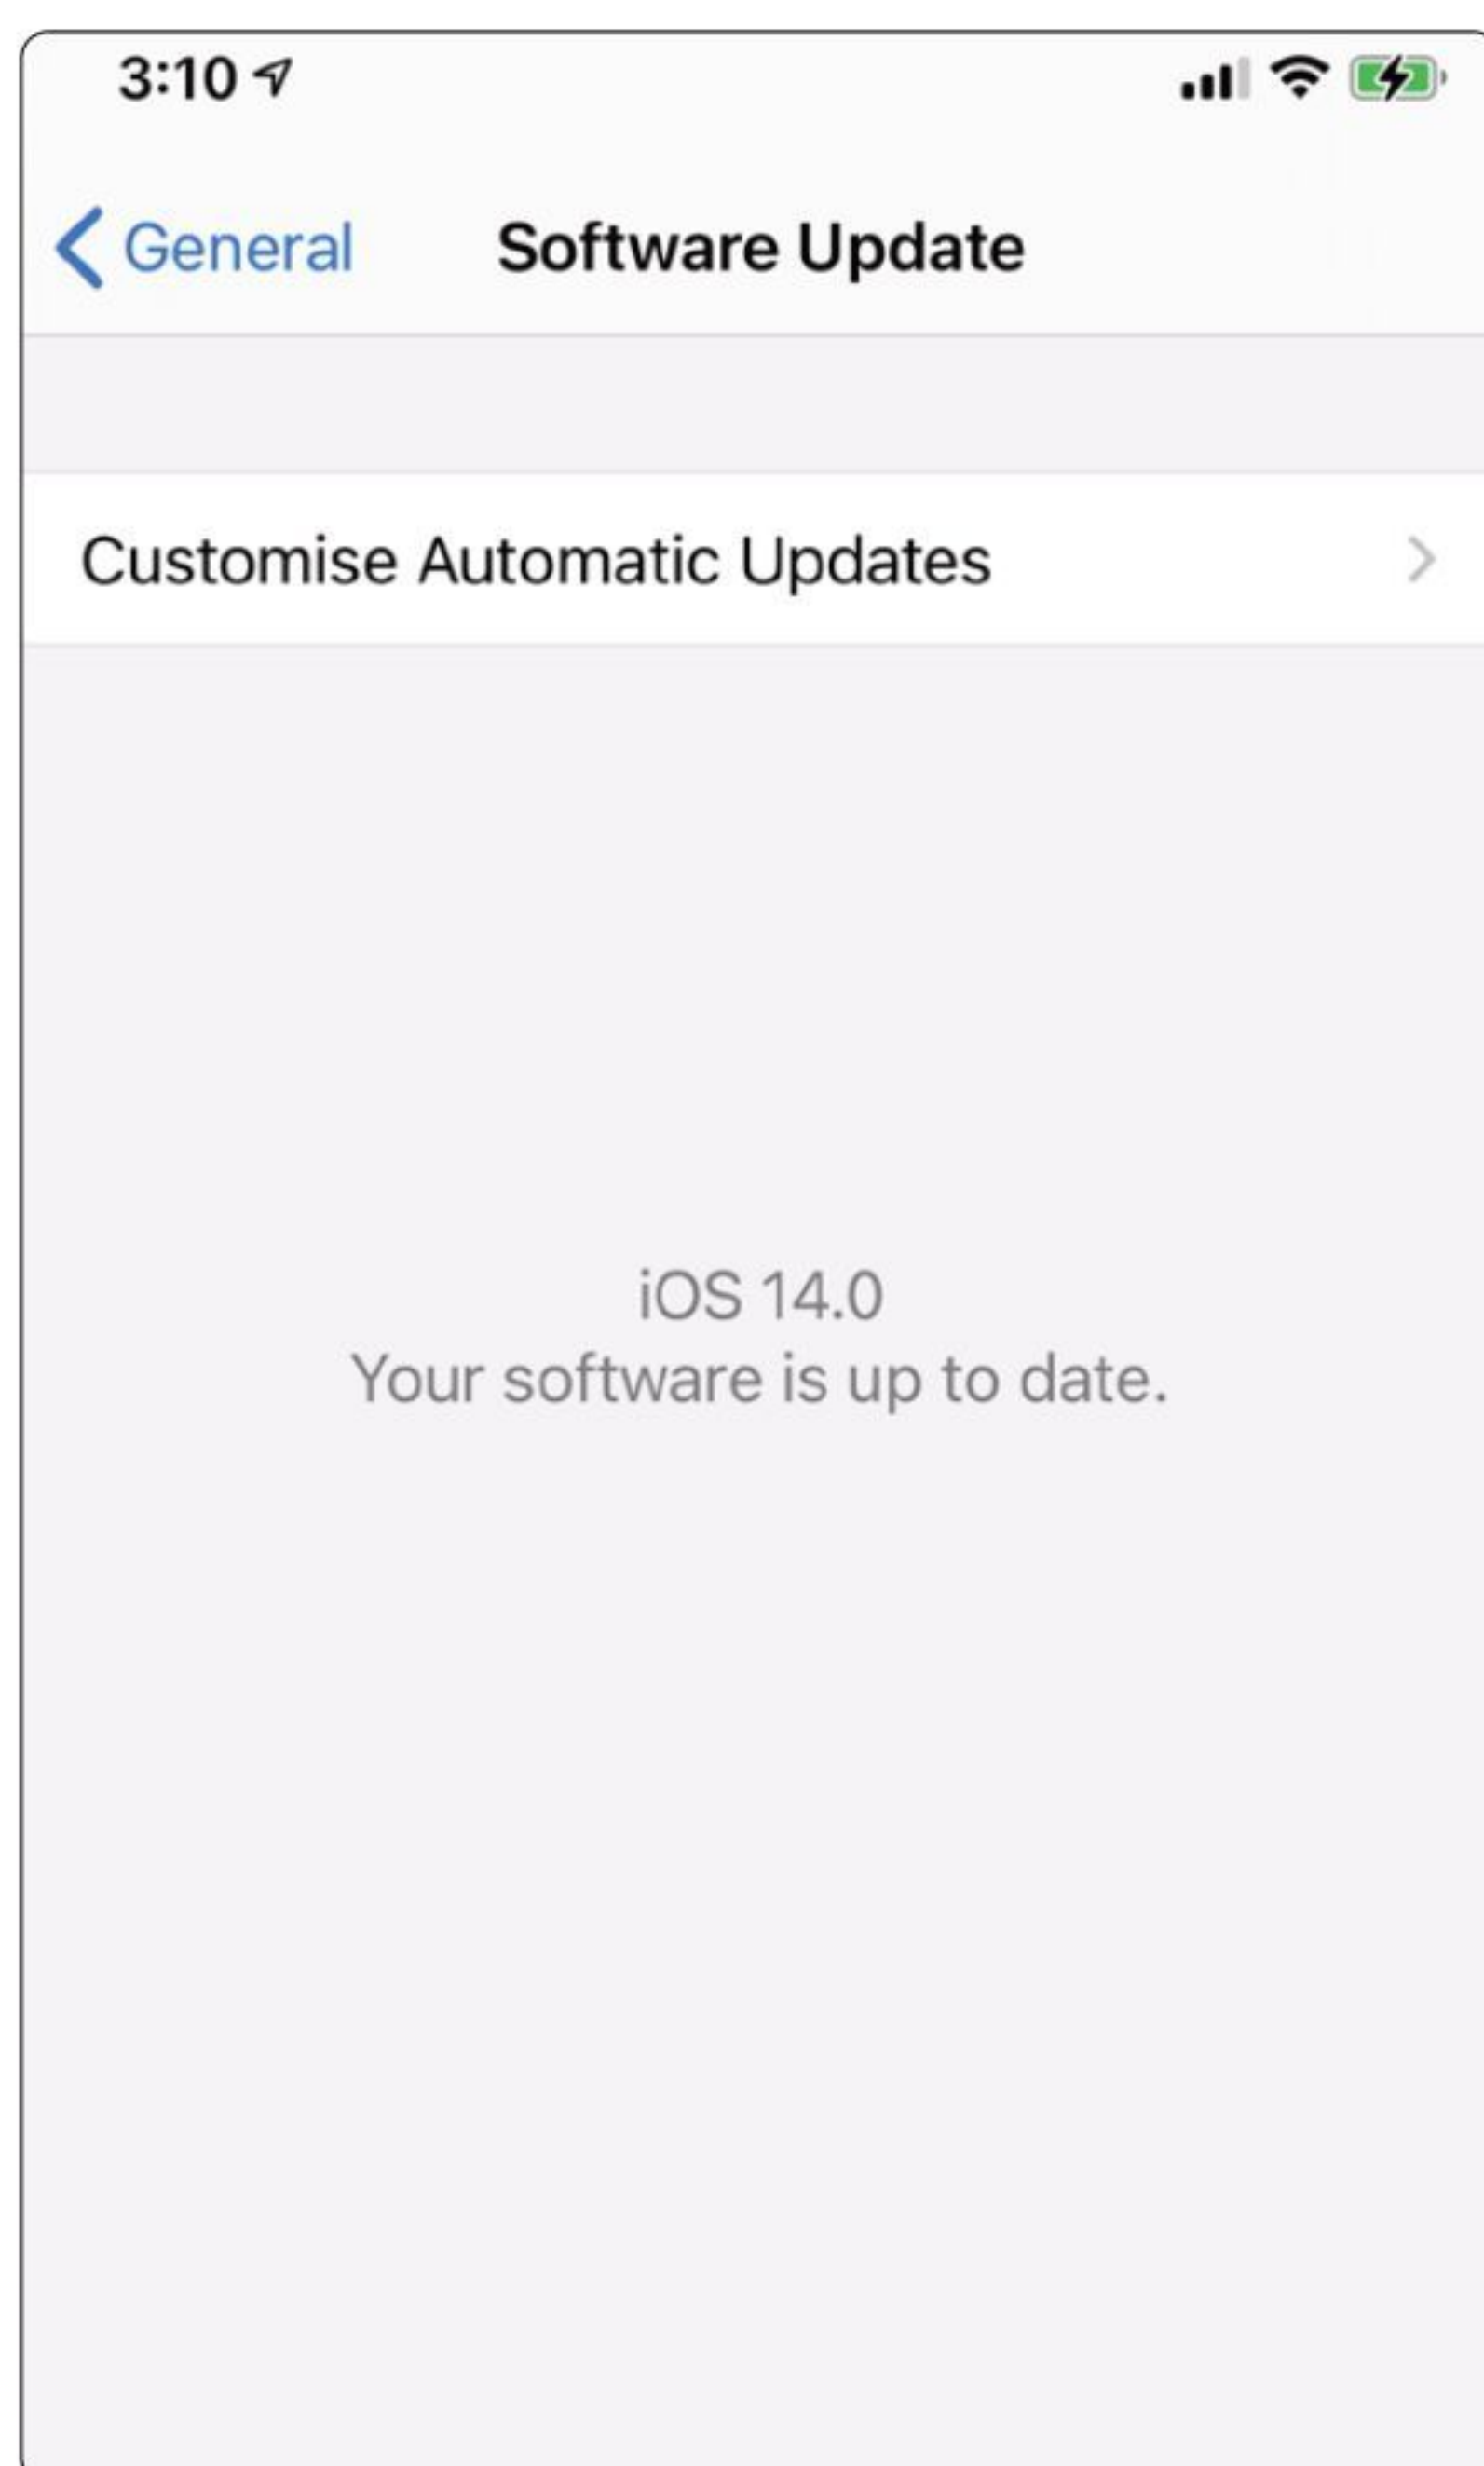 3:10
General
Software Update
Customise Automatic Updates
iOS 14.0
Your software is up to date.